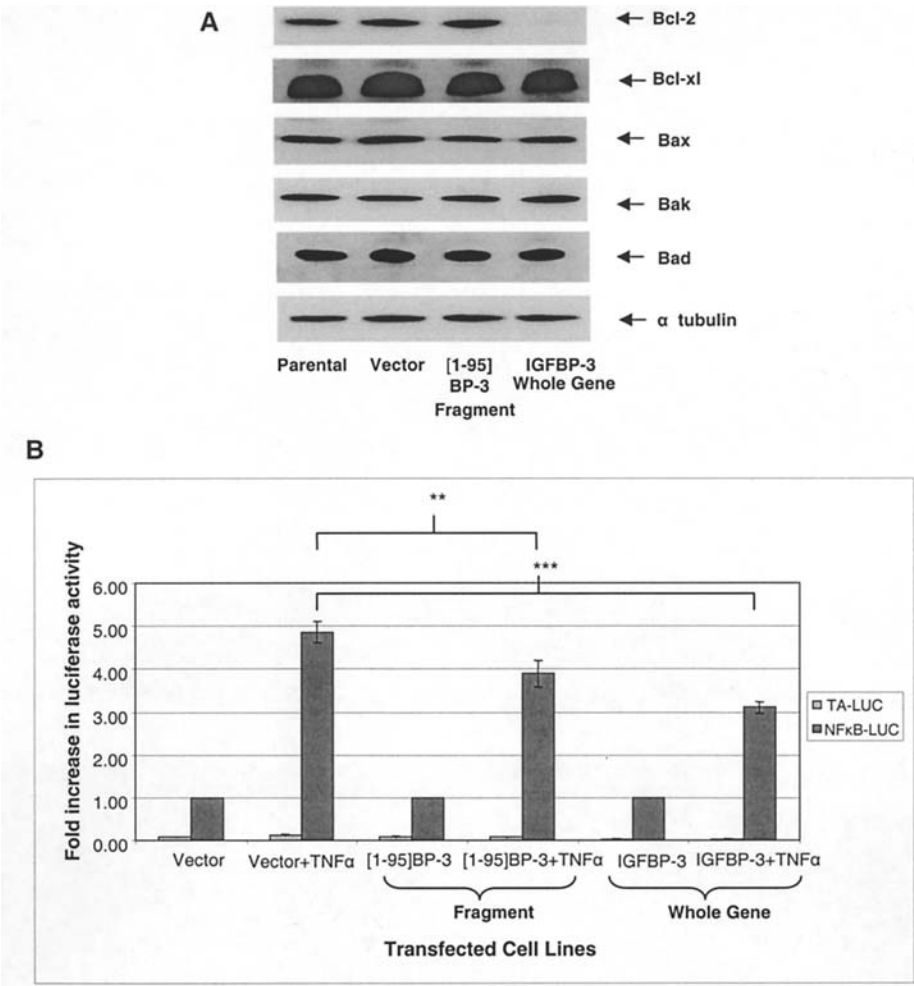 A
Bcl-2
Bcl-xl
Bax
Bak
Bad
α tubulin
Parental Vector [1-95] IGFBP-3
BP-3 Whole Gene
Fragment
B
**
***
Fold increase in luciferase activity
6.00
5.00
4.00
3.00
2.00
1.00
0.00
TA-LUC
NFκB-LUC
Vector Vector+TNFα [1-95]BP-3 [1-95]BP-3+TNFα IGFBP-3 IGFBP-3+TNFα
Fragment Whole Gene
Transfected Cell Lines